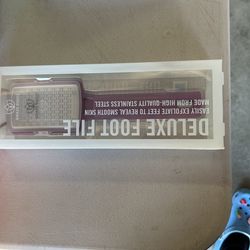 DELUXE FOOT FILE
EASILY EXFOLIATE FEET TO REVEAL SMOOTH SKIN
MADE FROM HIGH-QUALITY STAINLESS STEEL